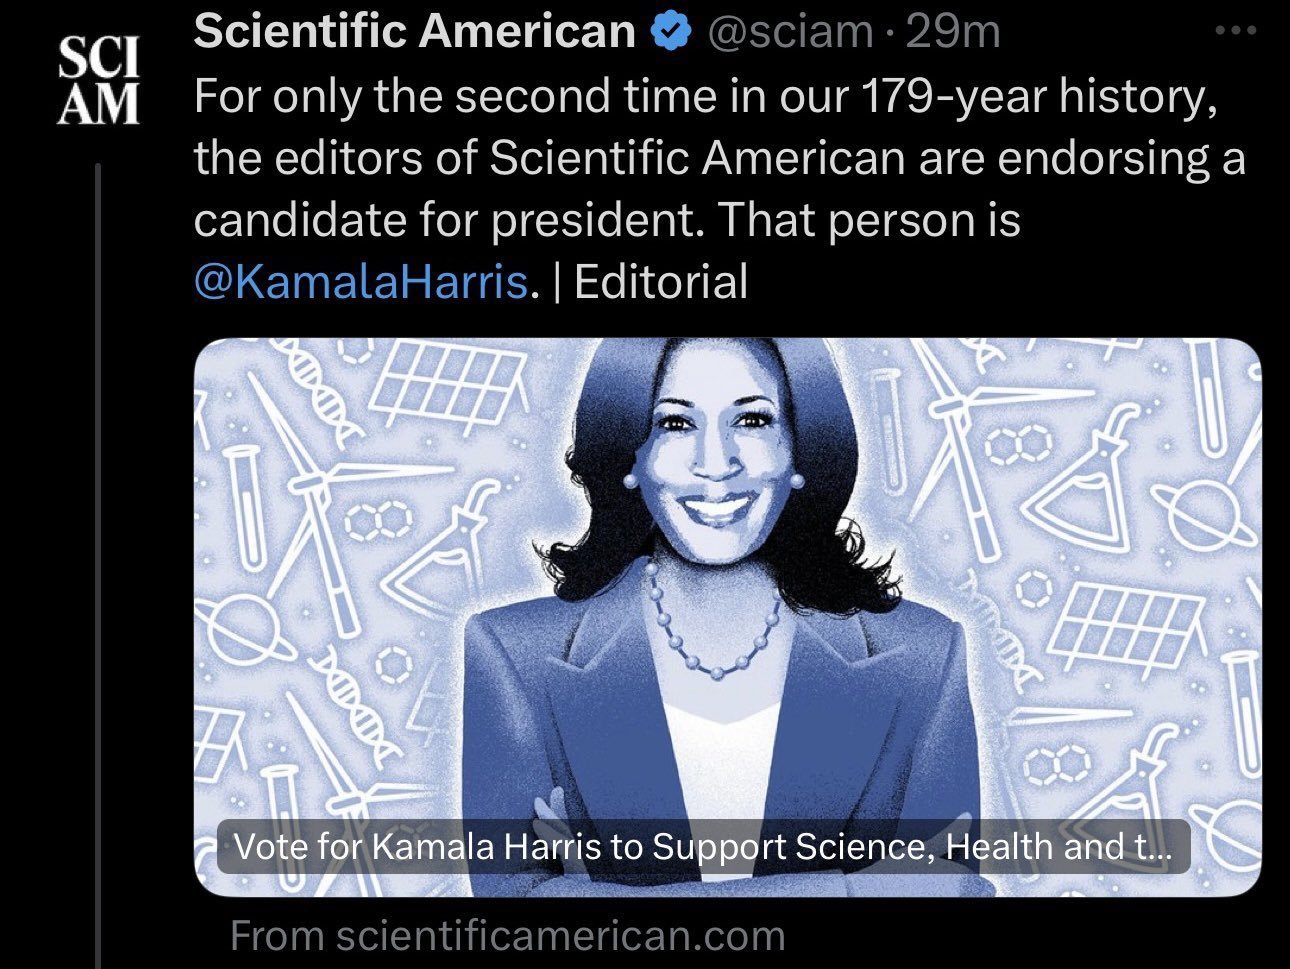 SCI
AM
Scientific American @sciam · 29m
For only the second time in our 179-year history,
the editors of Scientific American are endorsing a
candidate for president. That person is
@KamalaHarris. | Editorial
Vote for Kamala Harris to Support Science, Health and t...
From scientificamerican.com